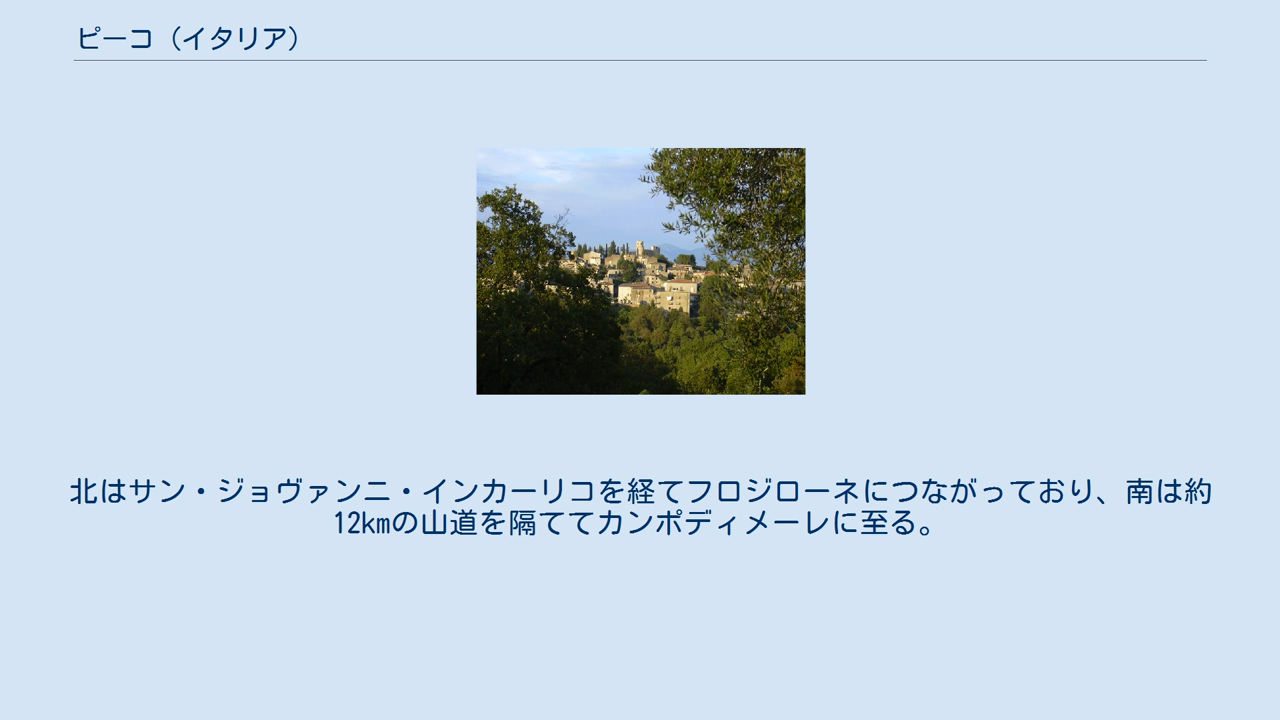 ピーコ（イタリア）
北はサン・ジョヴァンニ・インカーリコを経てフロジローネにつながっており、南は約
12kmの山道を隔ててカンポディメーレに至る。